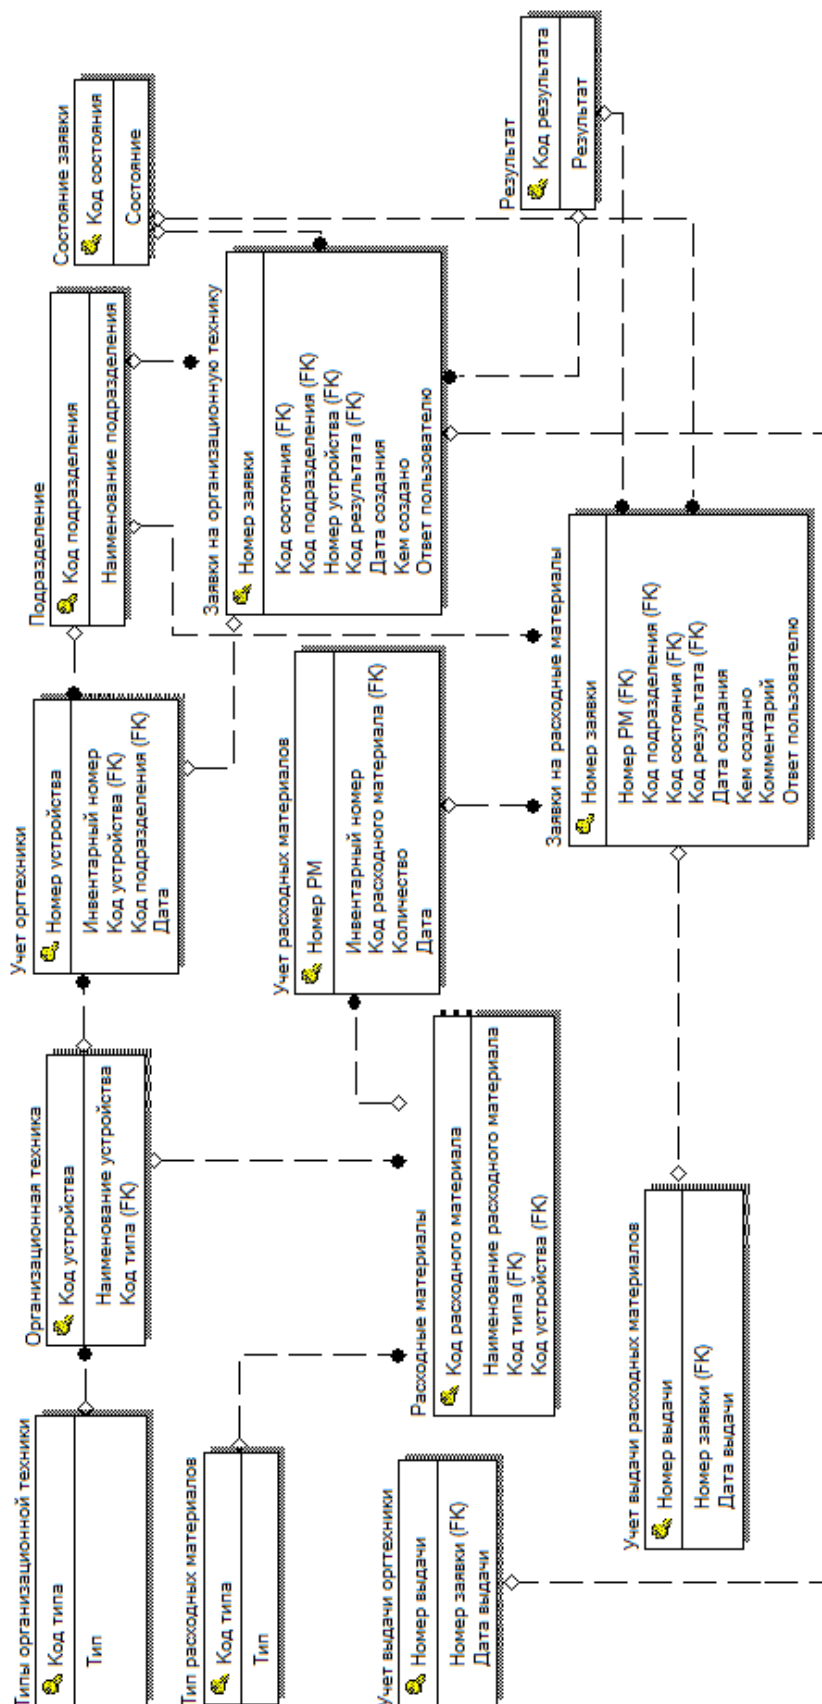 Типы организационной техники
Код типа
Тип
Организационная техника
Код устройства
Наименование устройства
Код типа (FK)
Учет оргтехники
Номер устройства
Инвентарный номер
Код устройства (FK)
Код подразделения (FK)
Дата
Подразделение
Код подразделения
Наименование подразделения
Состояние заявки
Код состояния
Состояние
Тип расходных материалов
Код типа
Тип
Заявки на организационную технику
Номер заявки
Код состояния (FK)
Код подразделения (FK)
Номер устройства (FK)
Код результата (FK)
Дата создания
Кем создано
Ответ пользователю
Учет расходных материалов
Номер РМ
Инвентарный номер
Код расходного материала (FK)
Количество
Дата
Учет выдачи оргтехники
Номер выдачи
Номер заявки (FK)
Дата выдачи
Расходные материалы
Код расходного материала
Наименование расходного материала
Код типа (FK)
Код устройства (FK)
Результат
Код результата
Результат
Заявки на расходные материалы
Номер заявки
Номер РМ (FK)
Код подразделения (FK)
Код состояния (FK)
Код результата (FK)
Дата создания
Кем создано
Комментарий
Ответ пользователю
Учет выдачи расходных материалов
Номер выдачи
Номер заявки (FK)
Дата выдачи